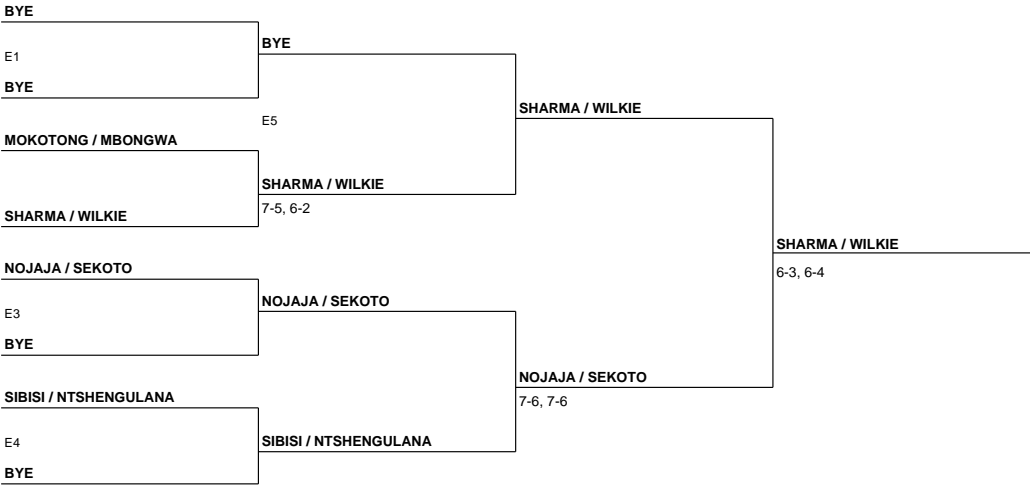 BYE
E1
BYE
MOKOTONG / MBONGWA
SHARMA / WILKIE
NOJAJA / SEKOTO
E3
BYE
SIBISI / NTSHENGULANA
E4
BYE
BYE
E5
SHARMA / WILKIE
7-5, 6-2
NOJAJA / SEKOTO
SIBISI / NTSHENGULANA
SHARMA / WILKIE
NOJAJA / SEKOTO
7-6, 7-6
SHARMA / WILKIE
6-3, 6-4